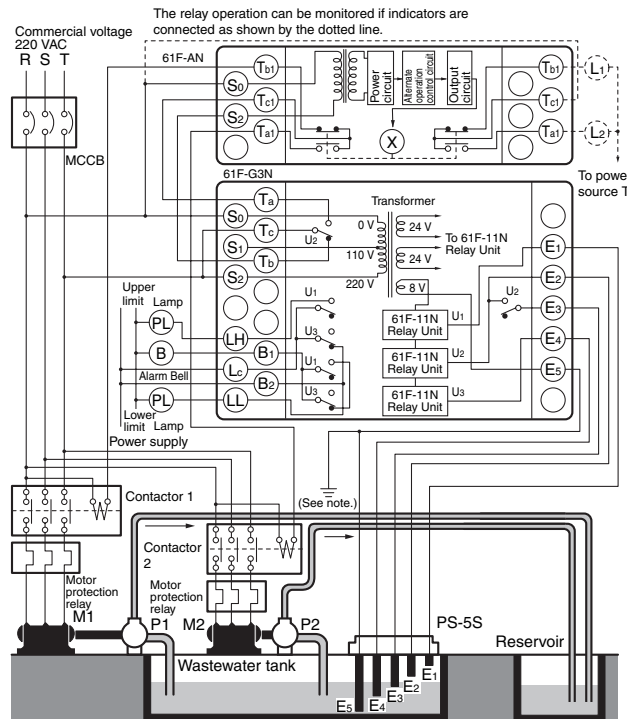 The relay operation can be monitored if indicators are
connected as shown by the dotted line.
Commercial voltage
220 VAC
R S T
61F-AN
MCCB
S0
S2
Tb1
Tc1
Ta1
Power
circuit
Alternate
operation
control circuit
Output
circuit
X
Tb1
Tc1
Ta1
L1
L2
To power
source T
61F-G3N
S0
S1
S2
Ta
Tc
Tb
U2
Transformer
0 V
110 V
220 V
24 V
24 V
8 V
To 61F-11N
Relay Unit
E1
E2
E3
E4
E5
U2
Upper
limit
Lamp
PL
B
Alarm Bell
PL
Lower
limit
Lamp
Power supply
LH
Lc
LL
B1
B2
U1
U3
U1
U3
61F-11N
Relay Unit
U1
61F-11N
Relay Unit
U2
61F-11N
Relay Unit
U3
(See note.)
Contactor 1
Contactor
2
Motor
protection
relay
Motor
protection
relay
M1
P1
M2
P2
PS-5S
Reservoir
Wastewater tank
E5
E4
E3
E2
E1